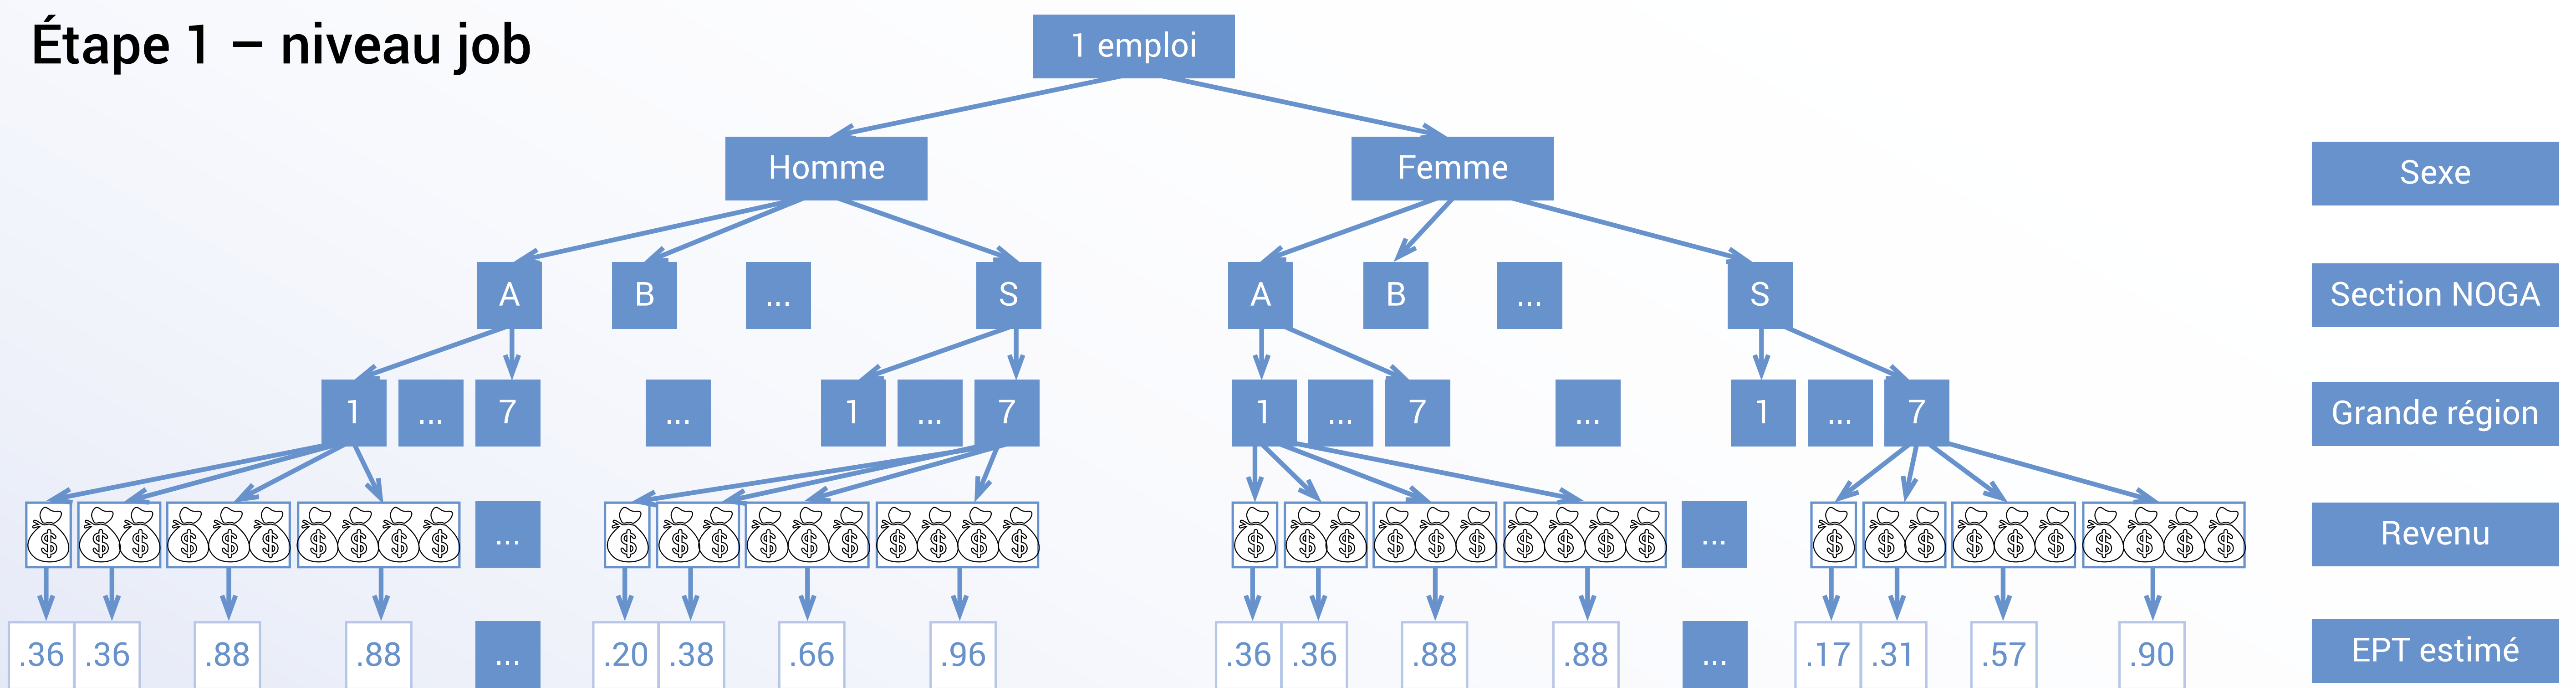 Étape 1 – niveau job
1 emploi
Homme Femme Sexe
A B ... S A B ... S Section NOGA
1 ... 7 ... 1 ... 7 1 ... 7 ... 1 ... 7 Grande région
$ $ $ $ $ $ $ $ $ $ ... $ $ $ $ $ $ $ $ $ $ $ $ $ $ $ $ $ $ $ $ ... $ $ $ $ $ $ $ $ $ $ Revenu
.36 .36 .88 .88 ... .20 .38 .66 .96 .36 .36 .88 .88 ... .17 .31 .57 .90 EPT estimé